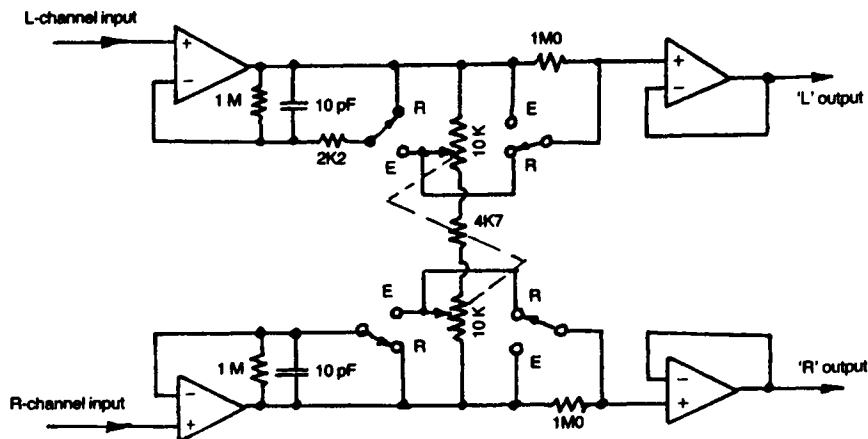 L-channel input
1M0
+
−
+
−
1 M
10 pF
R
E
10 K
'L' output
2K2
E
R
4K7
E
R
10 K
R
E
1 M
10 pF
'R' output
−
+
−
+
R-channel input
1M0